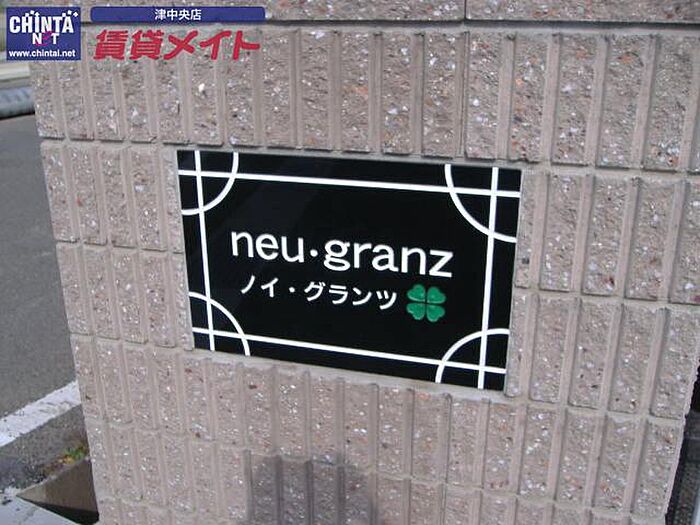 CHINTAI
NET
www.chintai.net
津中央店
賃貸メイト
neu·granz
ノイ・グランツ